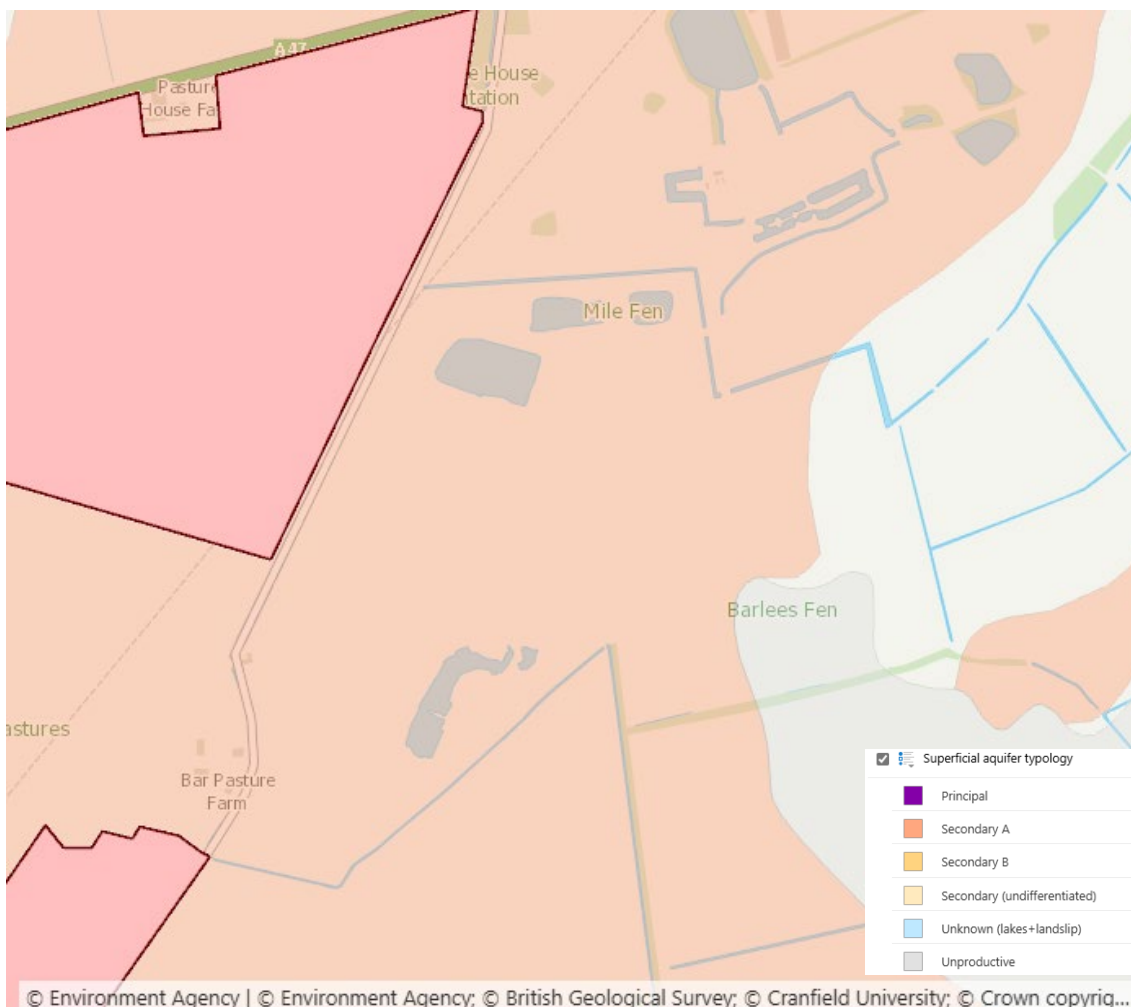 A47
Pasture
House Fa
e House
ntation
Mile Fen
Barlees Fen
astures
Bar Pasture
Farm
Superficial aquifer typology
Principal
Secondary A
Secondary B
Secondary (undifferentiated)
Unknown (lakes+landslip)
Unproductive
© Environment Agency | © Environment Agency; © British Geological Survey; © Cranfield University; © Crown copyrig...